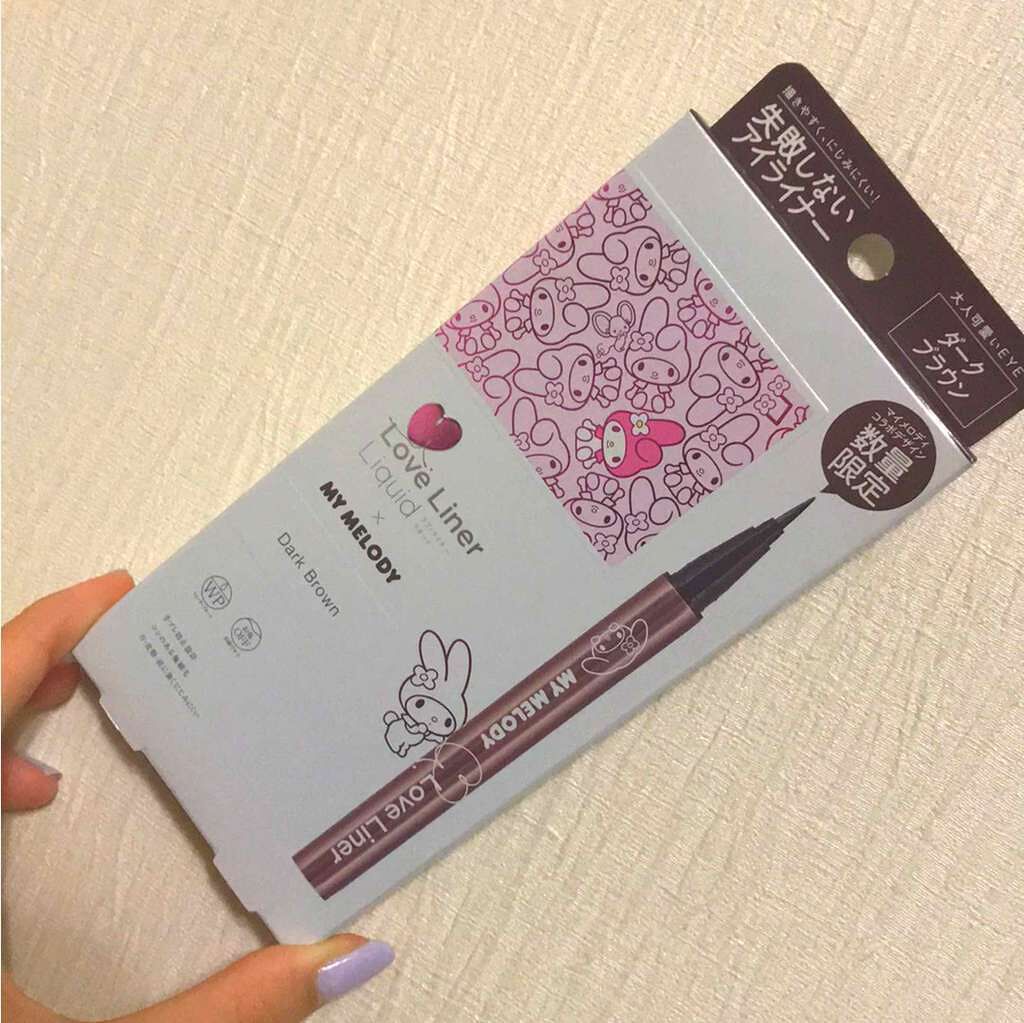 描きやすく、にじみにくい!
失敗しない
アイライナー
大人可愛いEYE
ダーク
ブラウン
マイメロディ
コラボデザイン
数量
限定
Love Liner
Liquid
×
MY MELODY
Dark Brown
WP
OFF
MY MELODY
Love Liner